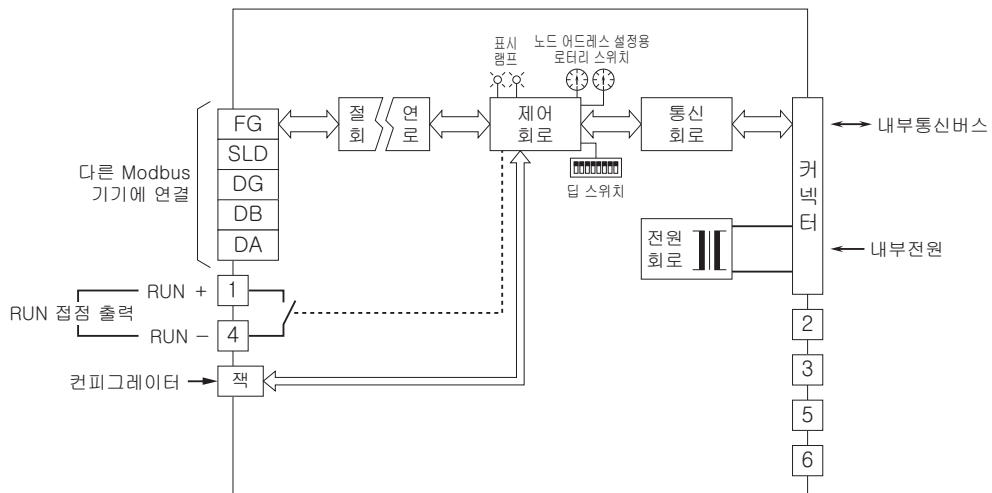 표시
램프
노드 어드레스 설정용
로터리 스위치
FG
SLD
DG
DB
DA
다른 Modbus
기기에 연결
절 연
회 로
제어
회로
통신
회로
딥 스위치
커넥터
내부통신버스
전원
회로
내부전원
RUN +
1
RUN 접점 출력
RUN −
4
컨피그레이터
잭
2
3
5
6